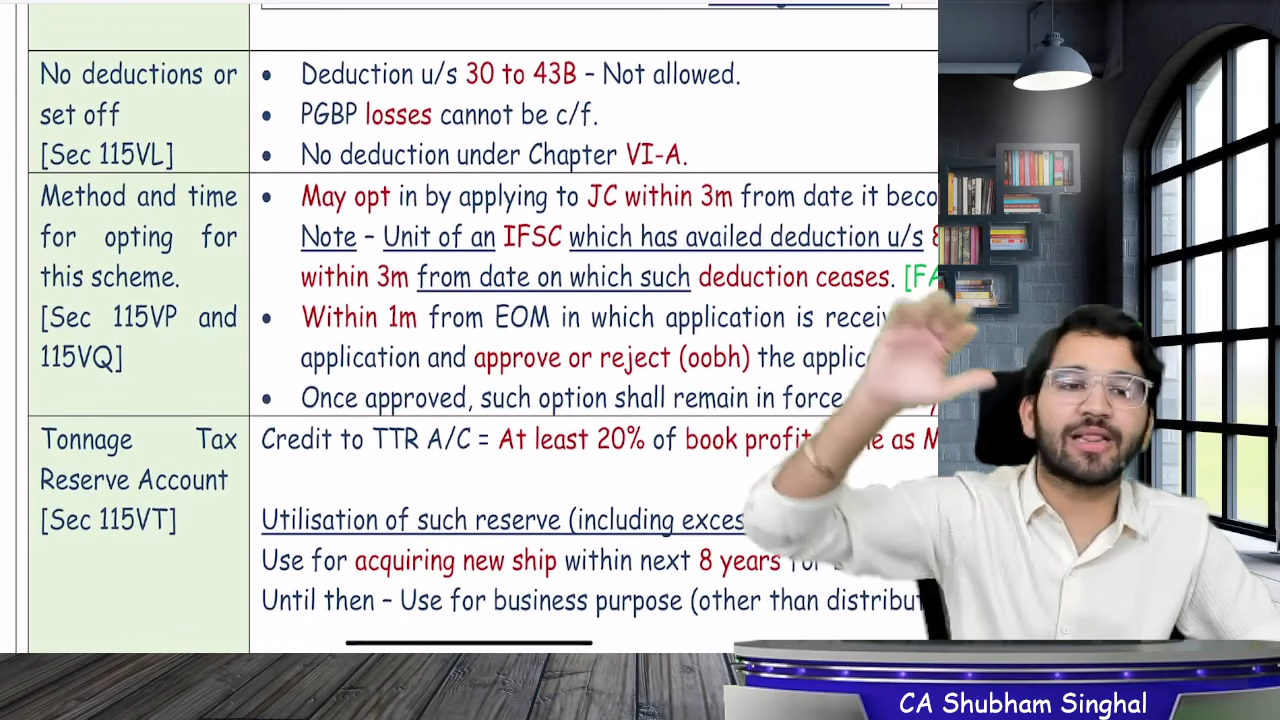 No deductions or
set off
[Sec 115VL]
• Deduction u/s 30 to 43B – Not allowed.
• PGBP losses cannot be c/f.
• No deduction under Chapter VI-A.
Method and time
for opting for
this scheme.
[Sec 115VP and
115VQ]
• May opt in by applying to JC within 3m from date it
Note – Unit of an IFSC which has availed deduction u/s
within 3m from date on which such deduction ceases.
• Within 1m from EOM in which application is
application and approve or reject (oobh) the
• Once approved, such option shall remain in force
Tonnage Tax
Reserve Account
[Sec 115VT]
Credit to TTR A/C = At least 20% of book profit as
Utilisation of such reserve (including
Use for acquiring new ship within next 8 years
Until then – Use for business purpose (other than
CA Shubham Singhal